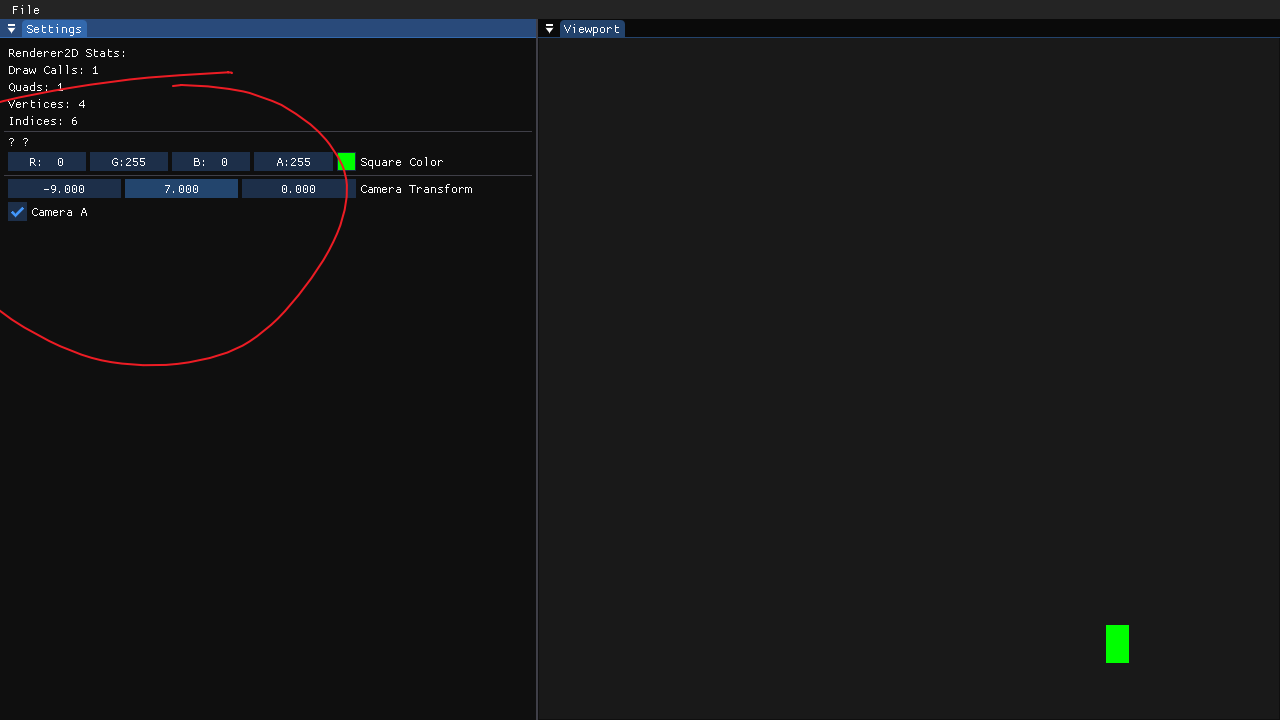 File
Settings
Viewport
Renderer2D Stats:
Draw Calls: 1
Quads: 1
Vertices: 4
Indices: 6
? ?
R:  0 G:255 B:  0 A:255 Square Color
-9.000 7.000 0.000 Camera Transform
Camera A